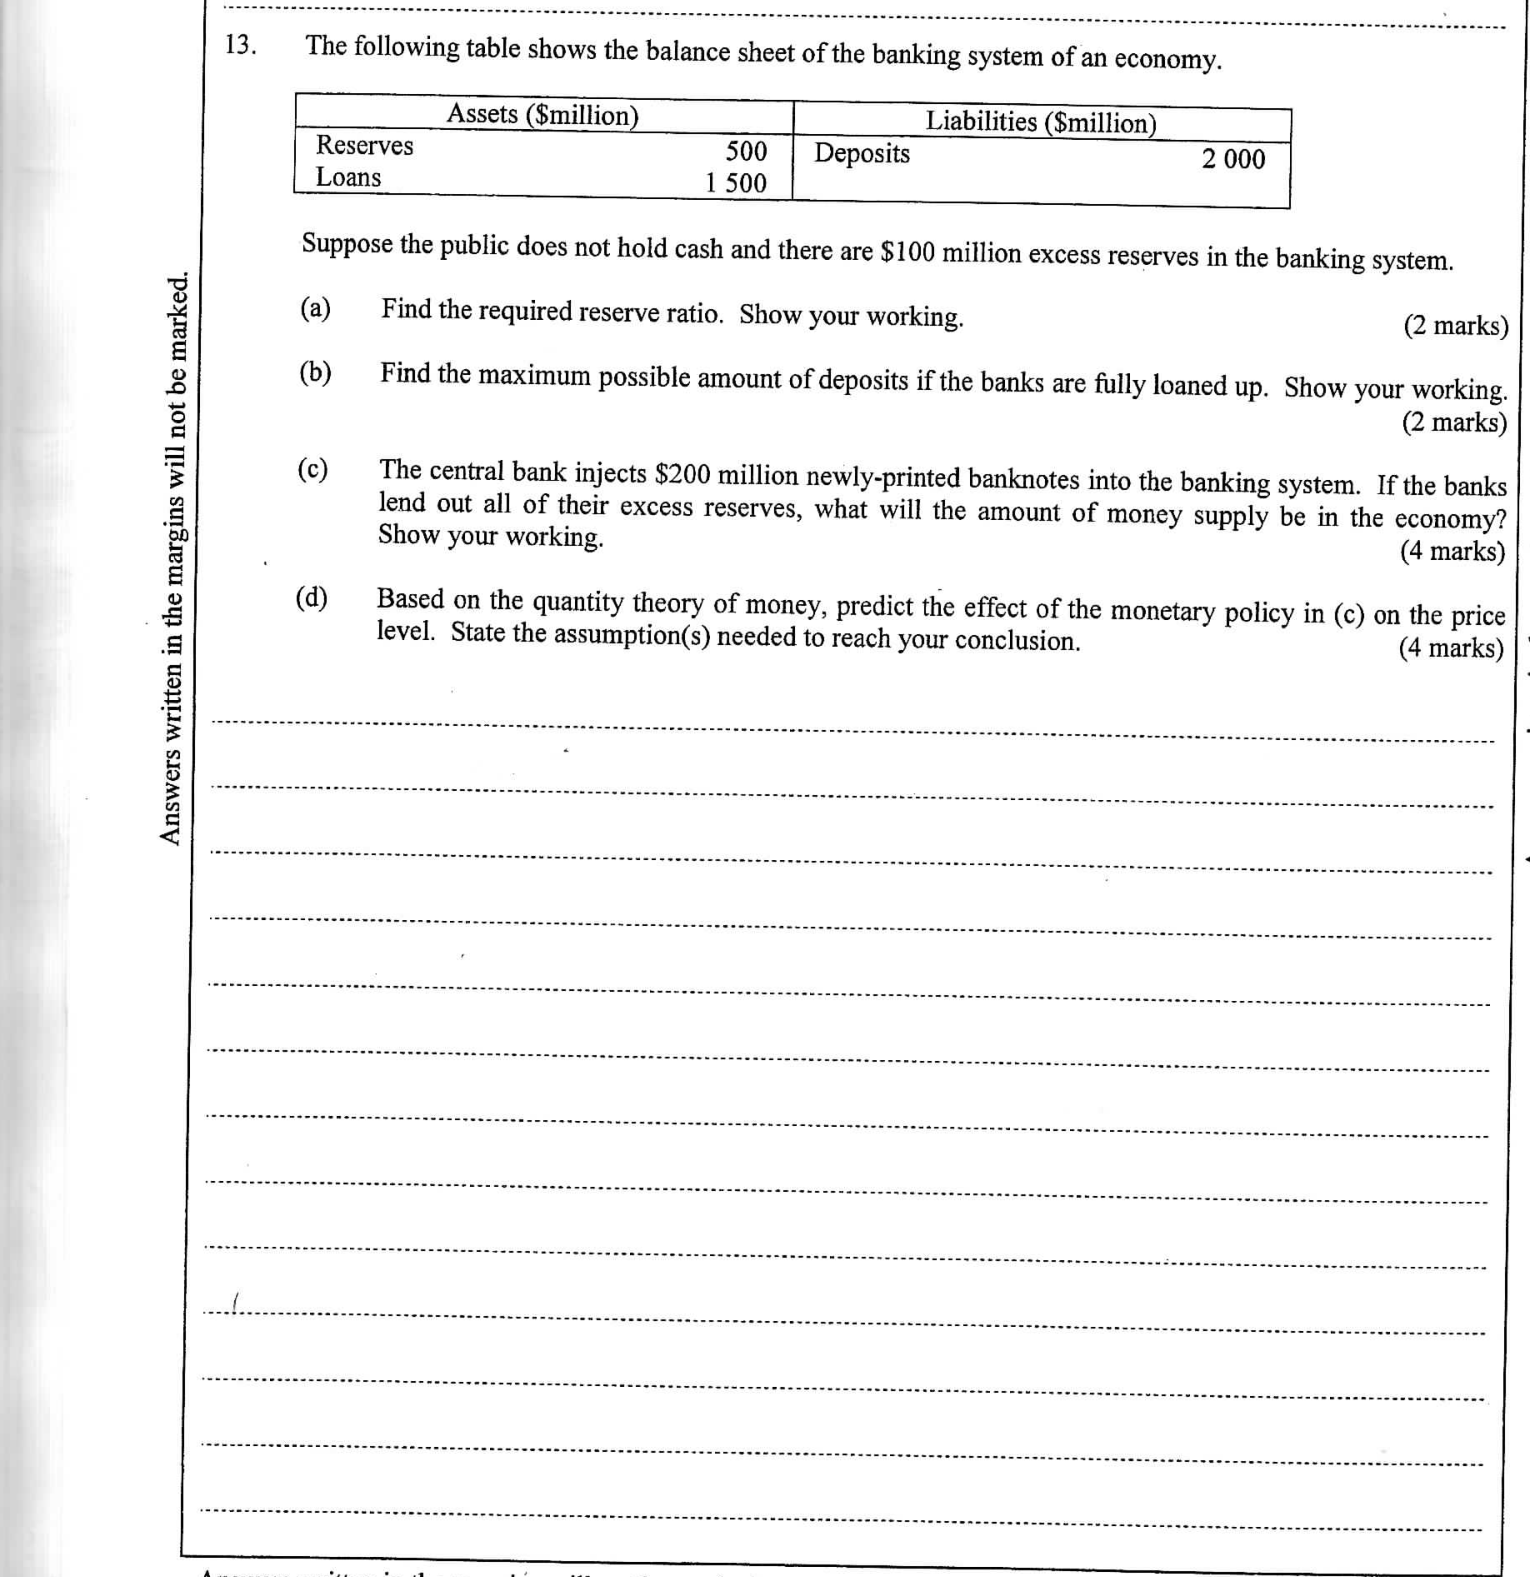 13. The following table shows the balance sheet of the banking system of an economy.
Assets ($million) Liabilities ($million)
Reserves 500 Deposits 2 000
Loans 1 500
Suppose the public does not hold cash and there are $100 million excess reserves in the banking system.
(a) Find the required reserve ratio. Show your working.
(2 marks)
(b) Find the maximum possible amount of deposits if the banks are fully loaned up. Show your working.
(2 marks)
(c) The central bank injects $200 million newly-printed banknotes into the banking system. If the banks
lend out all of their excess reserves, what will the amount of money supply be in the economy?
Show your working.
(4 marks)
(d) Based on the quantity theory of money, predict the effect of the monetary policy in (c) on the price
level. State the assumption(s) needed to reach your conclusion.
(4 marks)
Answers written in the margins will not be marked.